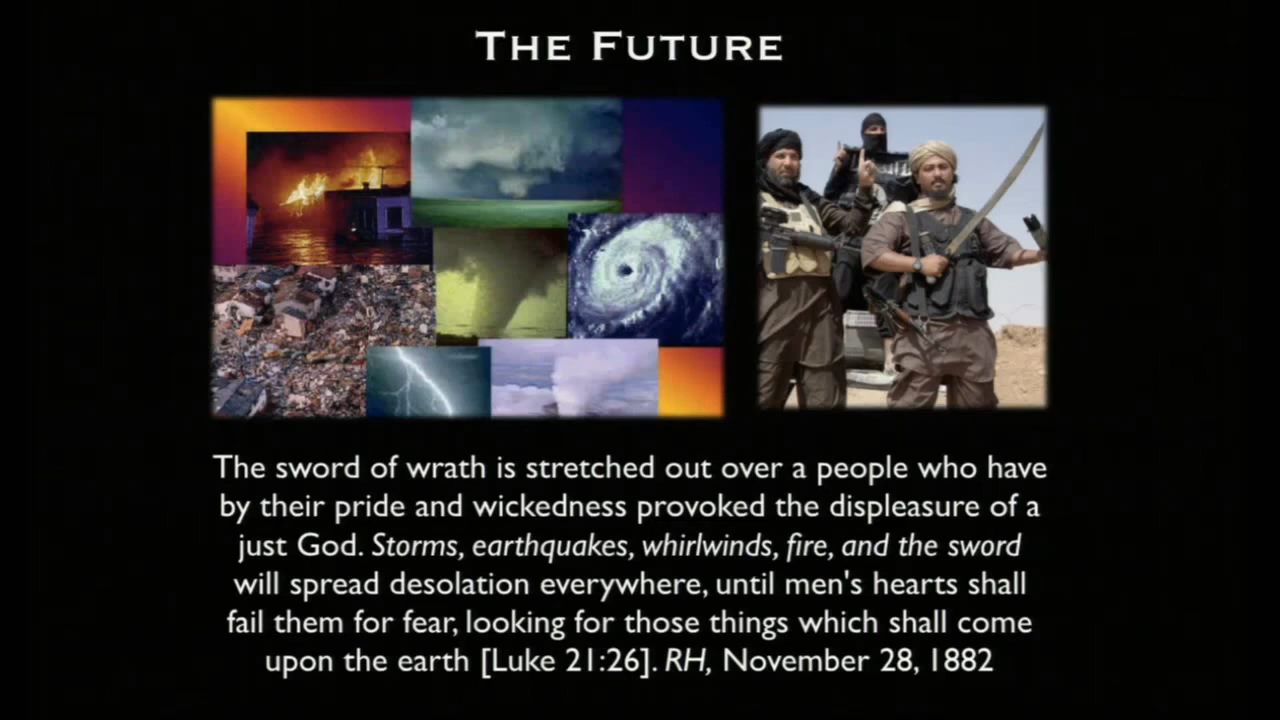 THE FUTURE
The sword of wrath is stretched out over a people who have
by their pride and wickedness provoked the displeasure of a
just God. Storms, earthquakes, whirlwinds, fire, and the sword
will spread desolation everywhere, until men's hearts shall
fail them for fear, looking for those things which shall come
upon the earth [Luke 21:26]. RH, November 28, 1882